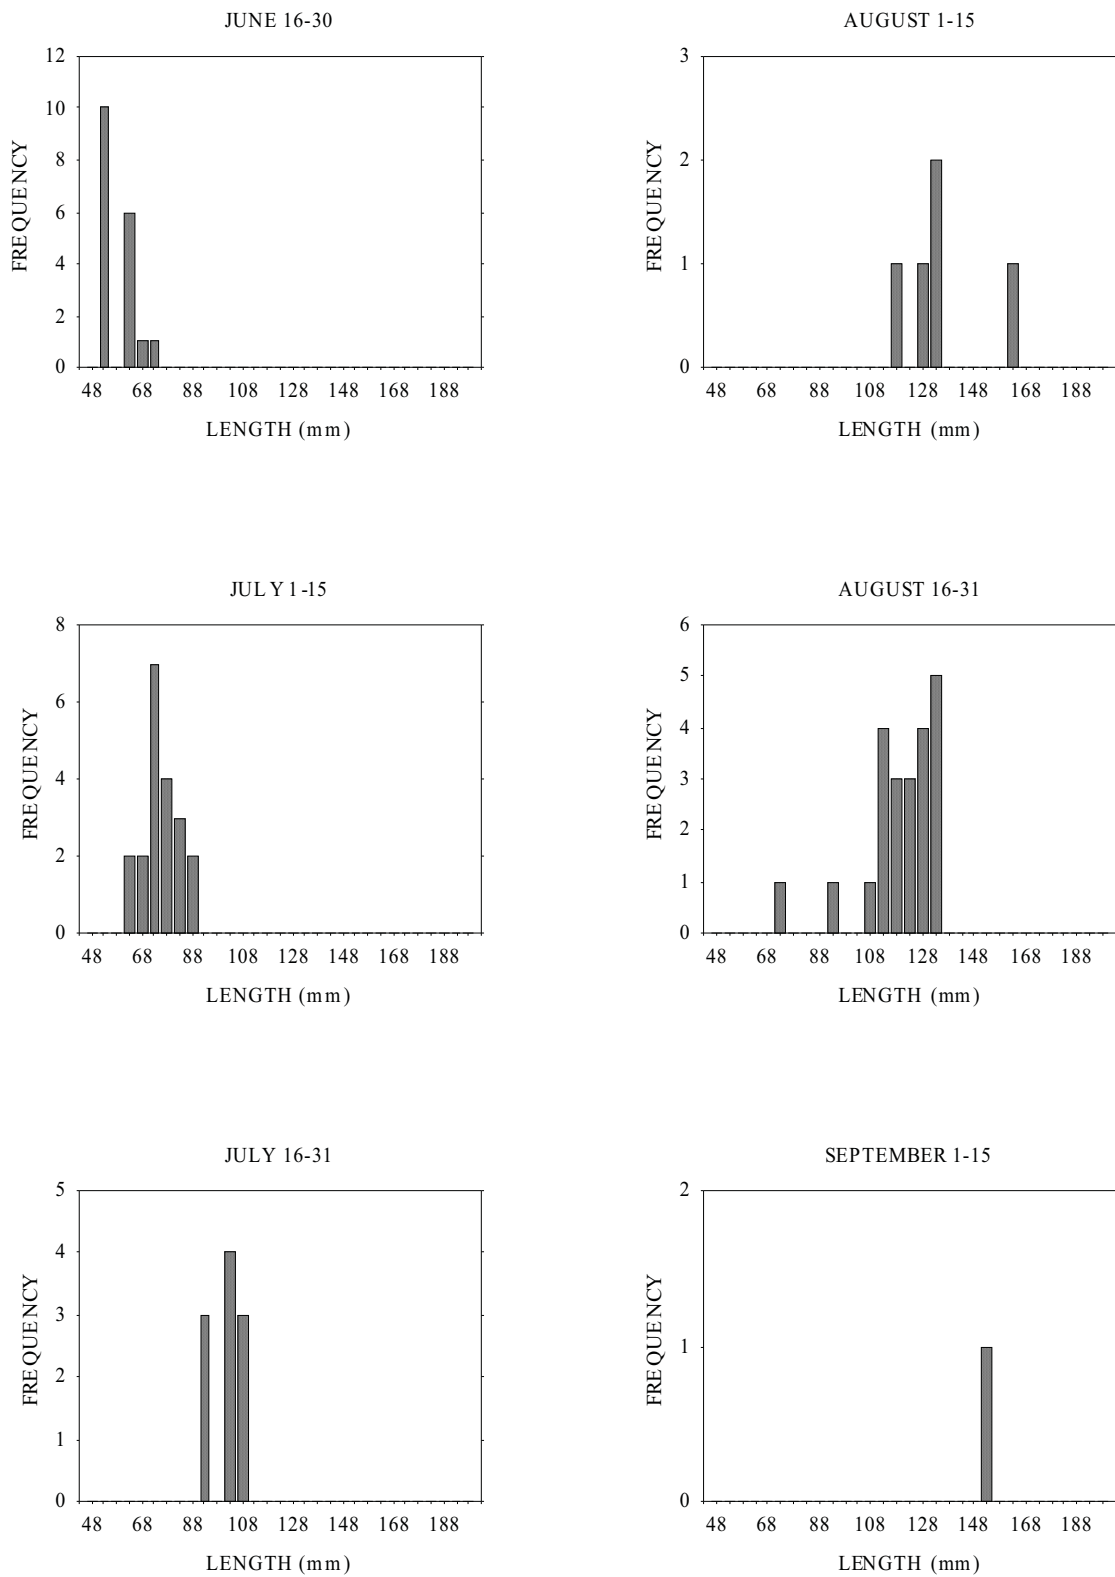 JUNE 16-30
12
10
8
6
4
2
0
FREQUENCY
48 68 88 108 128 148 168 188
LENGTH (mm)
AUGUST 1-15
3
2
1
0
FREQUENCY
48 68 88 108 128 148 168 188
LENGTH (mm)
JULY 1-15
8
6
4
2
0
FREQUENCY
48 68 88 108 128 148 168 188
LENGTH (mm)
AUGUST 16-31
6
5
4
3
2
1
0
FREQUENCY
48 68 88 108 128 148 168 188
LENGTH (mm)
JULY 16-31
5
4
3
2
1
0
FREQUENCY
48 68 88 108 128 148 168 188
LENGTH (mm)
SEPTEMBER 1-15
2
1
0
FREQUENCY
48 68 88 108 128 148 168 188
LENGTH (mm)